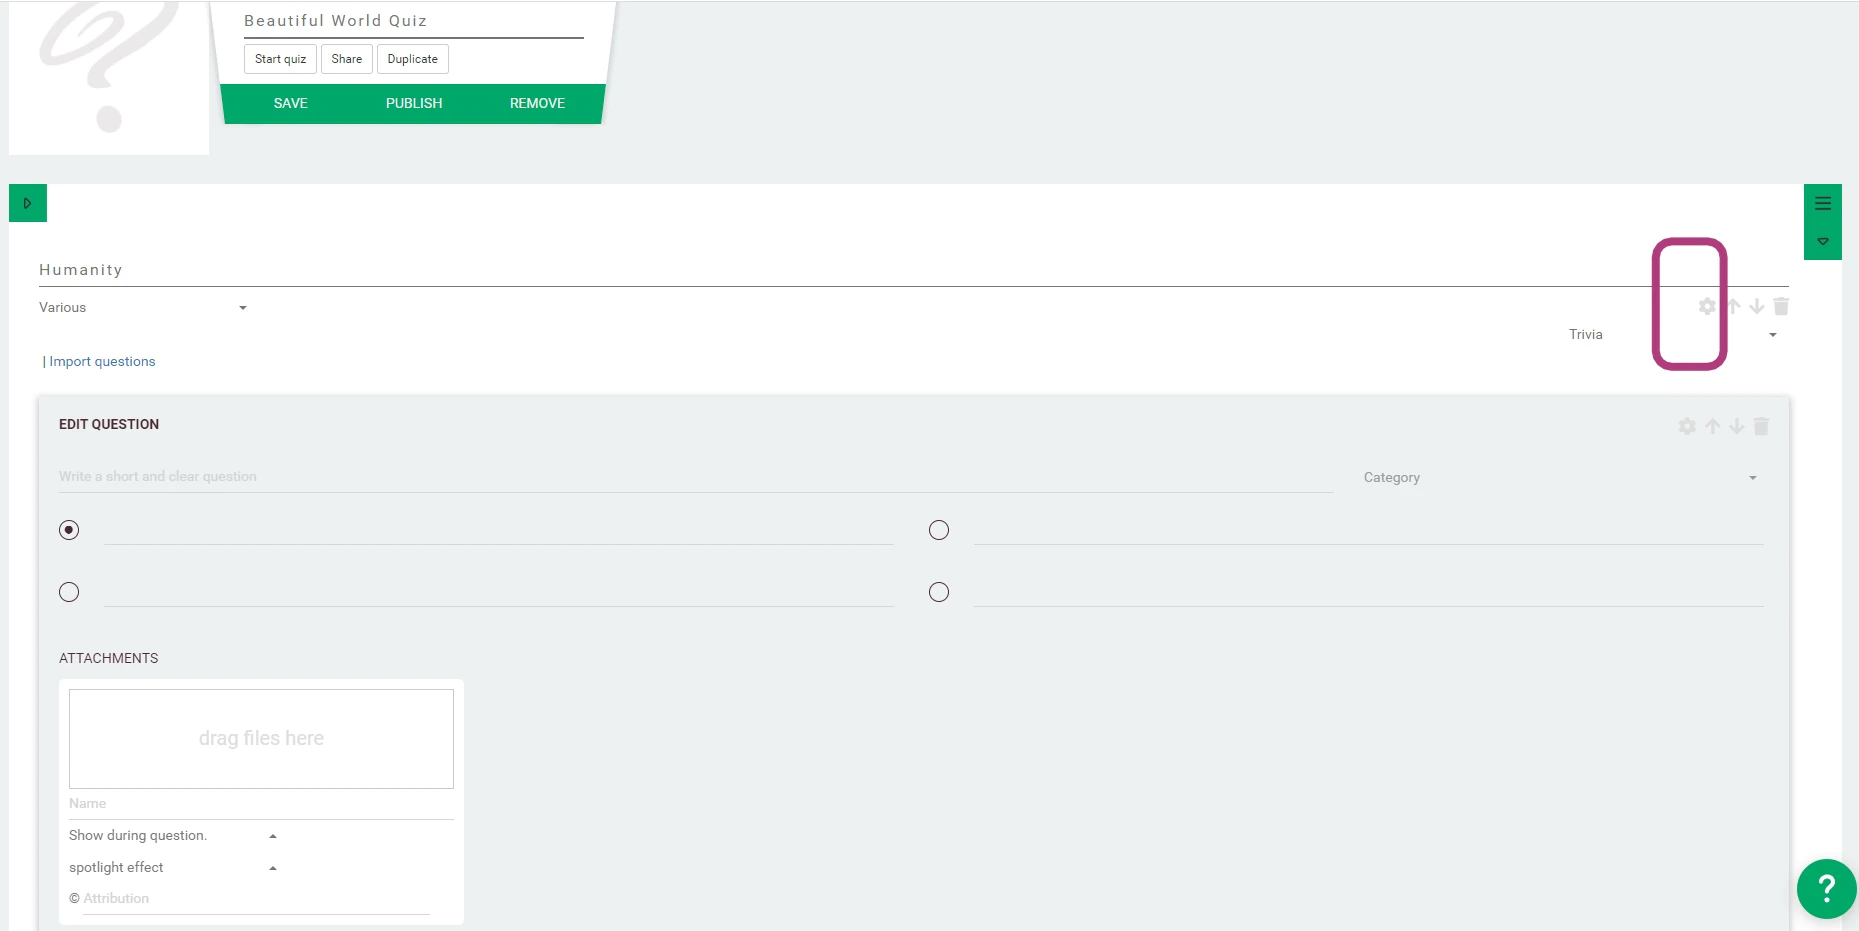 Beautiful World Quiz
Start quiz Share Duplicate
SAVE PUBLISH REMOVE
Humanity
Various
Trivia
| Import questions
EDIT QUESTION
Write a short and clear question
Category
ATTACHMENTS
drag files here
Name
Show during question.
spotlight effect
© Attribution
?